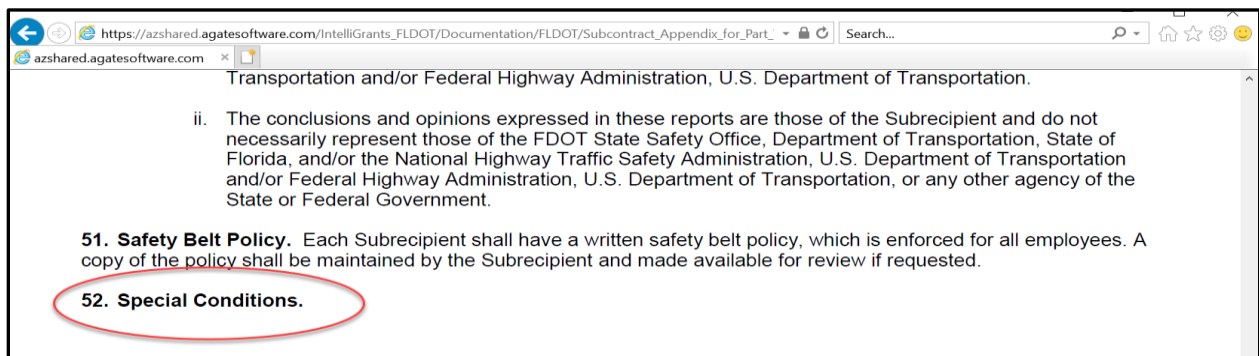 https://azshared.agatesoftware.com/IntelliGrants_FLDOT/Documentation/FLDOT/Subcontract_Appendix_for_Part_ Search...
azshared.agatesoftware.com
Transportation and/or Federal Highway Administration, U.S. Department of Transportation.
ii. The conclusions and opinions expressed in these reports are those of the Subrecipient and do not
necessarily represent those of the FDOT State Safety Office, Department of Transportation, State of
Florida, and/or the National Highway Traffic Safety Administration, U.S. Department of Transportation
and/or Federal Highway Administration, U.S. Department of Transportation, or any other agency of the
State or Federal Government.
51. Safety Belt Policy. Each Subrecipient shall have a written safety belt policy, which is enforced for all employees. A
copy of the policy shall be maintained by the Subrecipient and made available for review if requested.
52. Special Conditions.